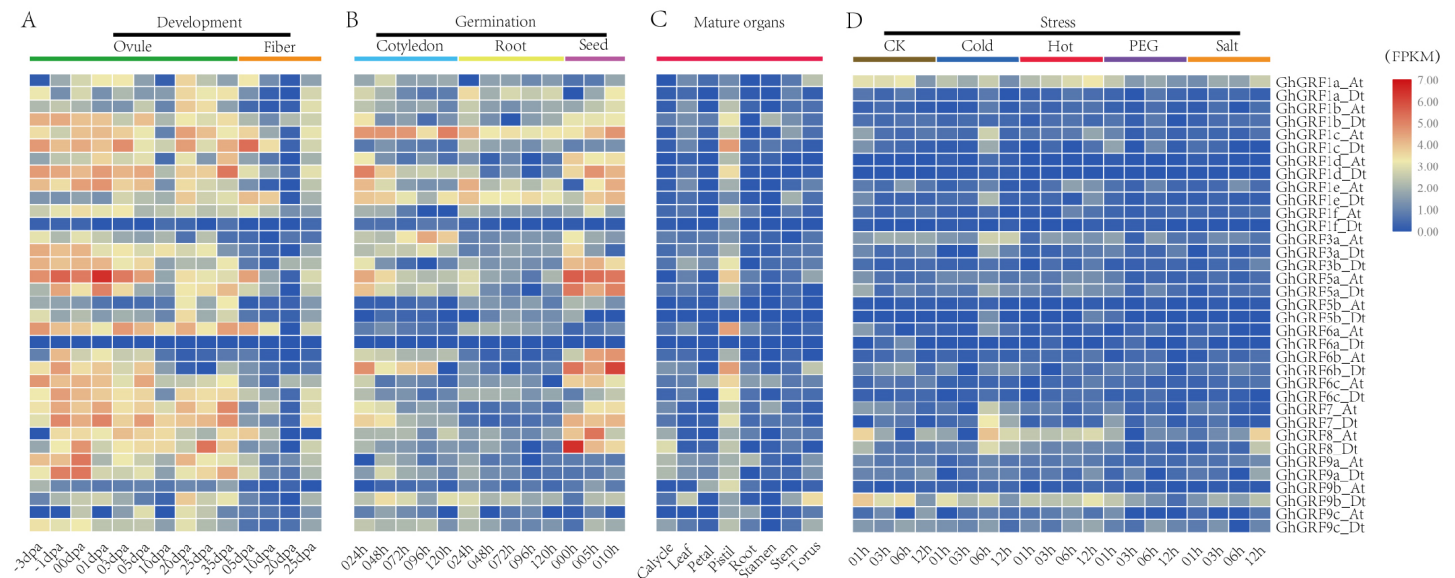 A
Development
Ovule
Fiber
B
Germination
Cotyledon
Root
Seed
C
Mature organs
D
Stress
CK
Cold
Hot
PEG
Salt
(FPKM)
7.00
6.00
5.00
4.00
3.00
2.00
1.00
0.00
GhGRF1a_At
GhGRF1a_Dt
GhGRF1b_At
GhGRF1b_Dt
GhGRF1c_At
GhGRF1c_Dt
GhGRF1d_At
GhGRF1d_Dt
GhGRF1e_At
GhGRF1e_Dt
GhGRF1f_At
GhGRF1f_Dt
GhGRF3a_At
GhGRF3a_Dt
GhGRF3b_Dt
GhGRF5a_At
GhGRF5a_Dt
GhGRF5b_At
GhGRF5b_Dt
GhGRF6a_At
GhGRF6a_Dt
GhGRF6b_At
GhGRF6b_Dt
GhGRF6c_At
GhGRF6c_Dt
GhGRF7_At
GhGRF7_Dt
GhGRF8_At
GhGRF8_Dt
GhGRF9a_At
GhGRF9a_Dt
GhGRF9b_At
GhGRF9b_Dt
GhGRF9c_At
GhGRF9c_Dt
-3dpa
-1dpa
00dpa
01dpa
03dpa
05dpa
10dpa
20dpa
25dpa
35dpa
05dpa
10dpa
20dpa
25dpa
024h
048h
072h
096h
120h
024h
048h
072h
096h
120h
000h
005h
010h
Calycle
Leaf
Petal
Pistil
Root
Stamen
Stem
Torus
01h
03h
06h
12h
01h
03h
06h
12h
01h
03h
06h
12h
01h
03h
06h
12h
01h
03h
06h
12h